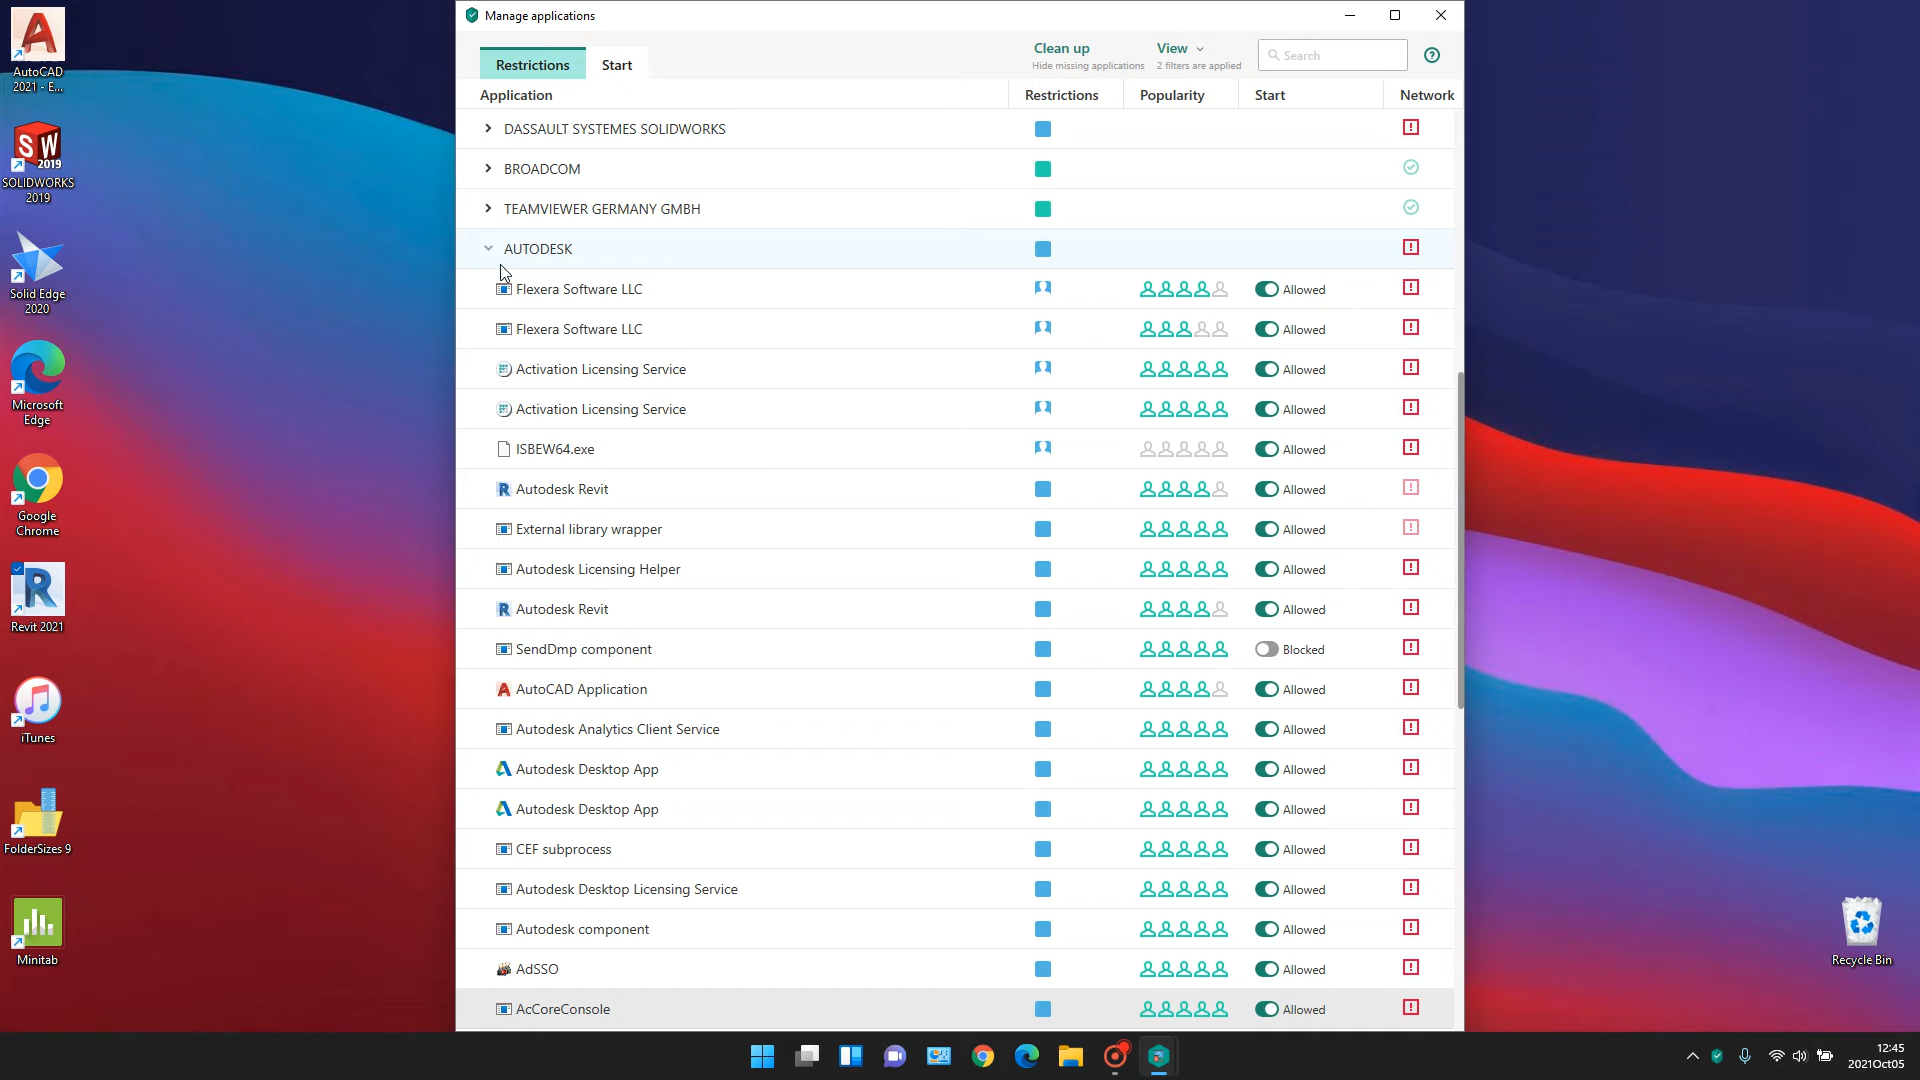 AutoCAD
2021 - E...
SOLIDWORKS
2019
Solid Edge
2020
Microsoft
Edge
Google
Chrome
Revit 2021
iTunes
FolderSizes 9
Minitab
Manage applications
Restrictions
Start
Clean up
Hide missing applications
View
2 filters are applied
Search
Application
Restrictions
Popularity
Start
Network
DASSAULT SYSTEMES SOLIDWORKS
BROADCOM
TEAMVIEWER GERMANY GMBH
AUTODESK
Flexera Software LLC Allowed
Flexera Software LLC Allowed
Activation Licensing Service Allowed
Activation Licensing Service Allowed
ISBEW64.exe Allowed
Autodesk Revit Allowed
External library wrapper Allowed
Autodesk Licensing Helper Allowed
Autodesk Revit Allowed
SendDmp component Blocked
AutoCAD Application Allowed
Autodesk Analytics Client Service Allowed
Autodesk Desktop App Allowed
Autodesk Desktop App Allowed
CEF subprocess Allowed
Autodesk Desktop Licensing Service Allowed
Autodesk component Allowed
AdSSO Allowed
AcCoreConsole Allowed
Recycle Bin
12:45
2021Oct05